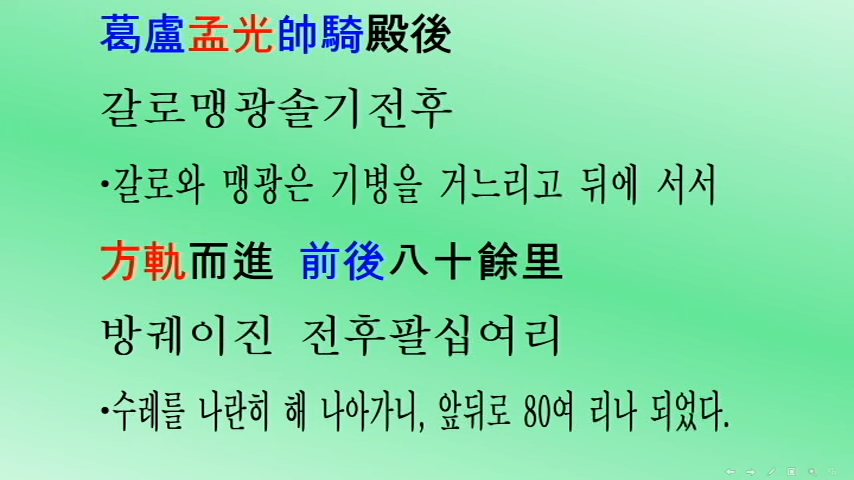 葛盧孟光帥騎殿後
갈로맹광솔기전후
•갈로와 맹광은 기병을 거느리고 뒤에 서서
方軌而進 前後八十餘里
방궤이진 전후팔십여리
•수레를 나란히 해 나아가니, 앞뒤로 80여 리나 되었다.